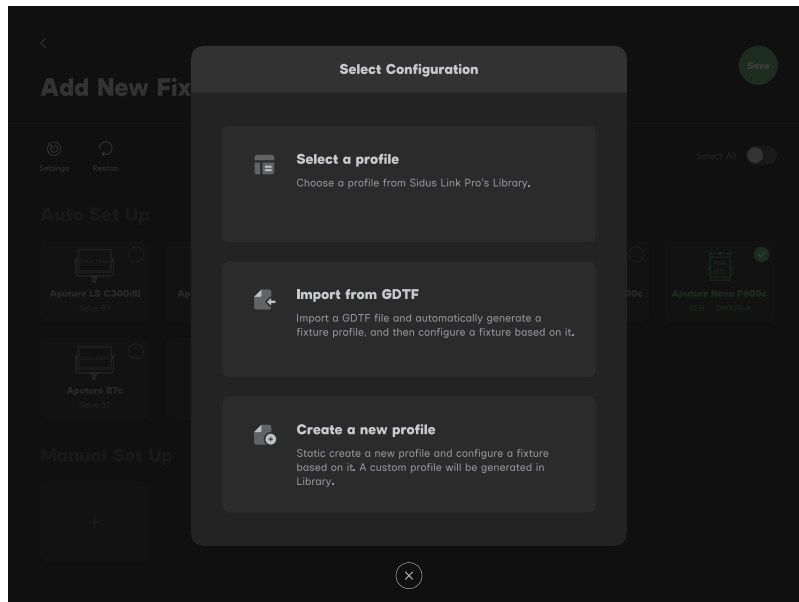 Add New Fix
Select Configuration
Save
Select a profile
Choose a profile from Sidus Link Pro's Library.
Settings
Rescan
Select All
Auto Set Up
Import from GDTF
Import a GDTF file and automatically generate a
fixture profile, and then configure a fixture based on it.
Aputure LS C300dII
Sidus BT
Ap
00c
Aputure Nova P600c
8CH
Aputure B7c
Sidus BT
Create a new profile
Static create a new profile and configure a fixture
based on it. A custom profile will be generated in
Library.
Manual Set Up